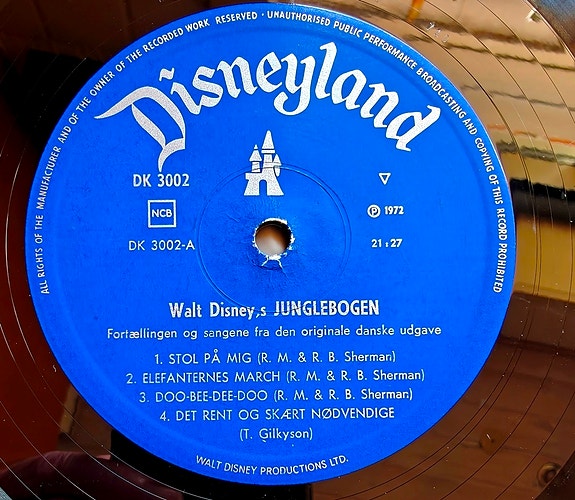 ALL RIGHTS OF THE MANUFACTURER AND OF THE OWNER OF THE RECORDED WORK RESERVED · UNAUTHORISED PUBLIC PERFORMANCE BROADCASTING AND COPYING OF THIS RECORD PROHIBITED
Disneyland
DK 3002
NCB
Ⓟ 1972
DK 3002-A
21:27
Walt Disney,s JUNGLEBOGEN
Fortællingen og sangene fra den originale danske udgave
1. STOL PÅ MIG (R. M. & R. B. Sherman)
2. ELEFANTERNES MARCH (R. M. & R. B. Sherman)
3. DOO-BEE-DEE-DOO (R. M. & R. B. Sherman)
4. DET RENT OG SKÆRT NØDVENDIGE
(T. Gilkyson)
WALT DISNEY PRODUCTIONS LTD.